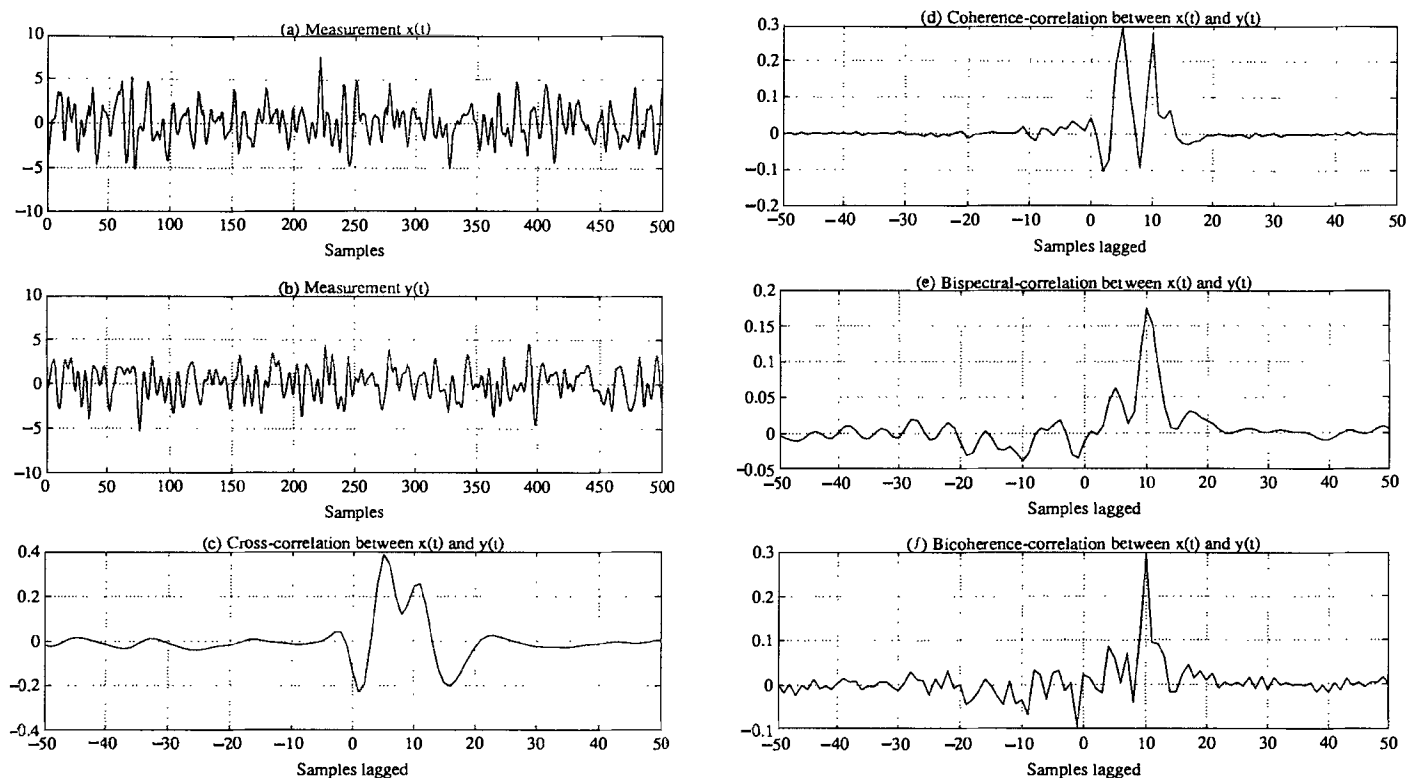 (a) Measurement x(t)
10
5
0
−5
−10
0 50 100 150 200 250 300 350 400 450 500
Samples
(b) Measurement y(t)
10
5
0
−5
−10
0 50 100 150 200 250 300 350 400 450 500
Samples
(c) Cross-correlation between x(t) and y(t)
0.4
0.2
0
−0.2
−0.4
−50 −40 −30 −20 −10 0 10 20 30 40 50
Samples lagged
(d) Coherence-correlation between x(t) and y(t)
0.3
0.2
0.1
0
−0.1
−0.2
−50 −40 −30 −20 −10 0 10 20 30 40 50
Samples lagged
(e) Bispectral-correlation between x(t) and y(t)
0.2
0.15
0.1
0.05
0
−0.05
−50 −40 −30 −20 −10 0 10 20 30 40 50
Samples lagged
(f) Bicoherence-correlation between x(t) and y(t)
0.3
0.2
0.1
0
−0.1
−50 −40 −30 −20 −10 0 10 20 30 40 50
Samples lagged